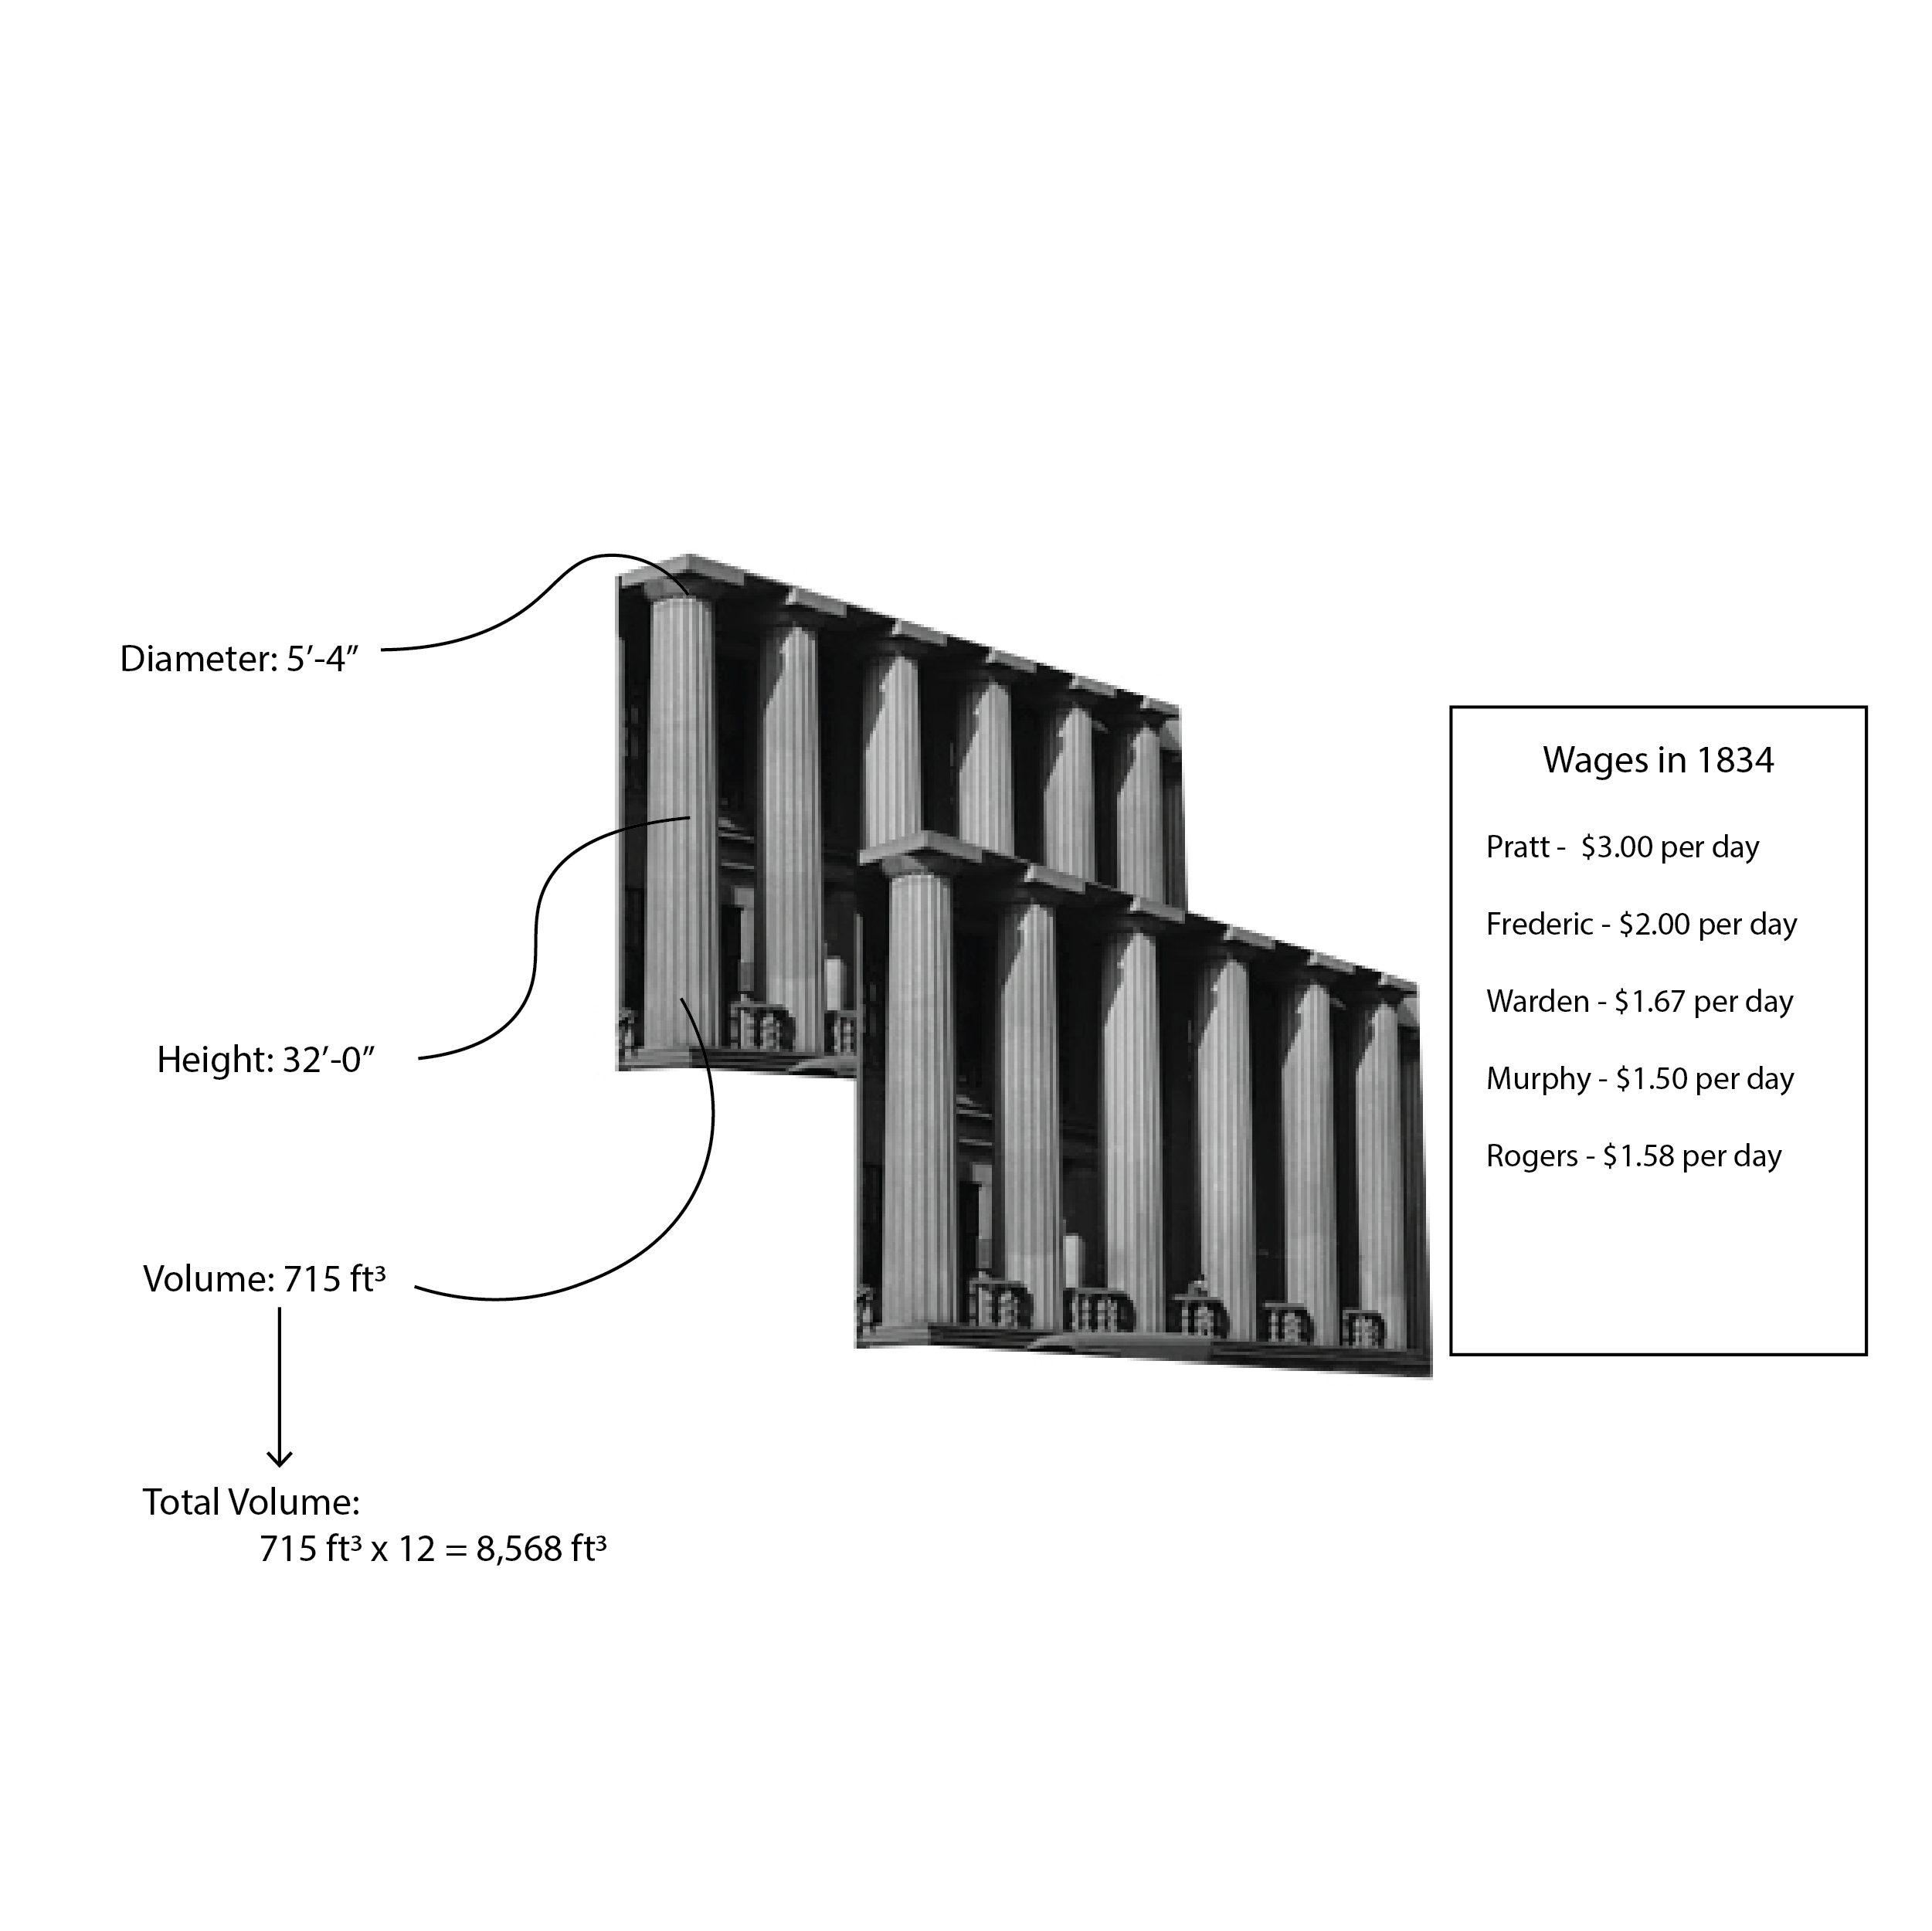 Diameter: 5’-4”
Height: 32’-0”
Volume: 715 ft³
Total Volume:
715 ft³ x 12 = 8,568 ft³
Wages in 1834
Pratt -  $3.00 per day
Frederic - $2.00 per day
Warden - $1.67 per day
Murphy - $1.50 per day
Rogers - $1.58 per day